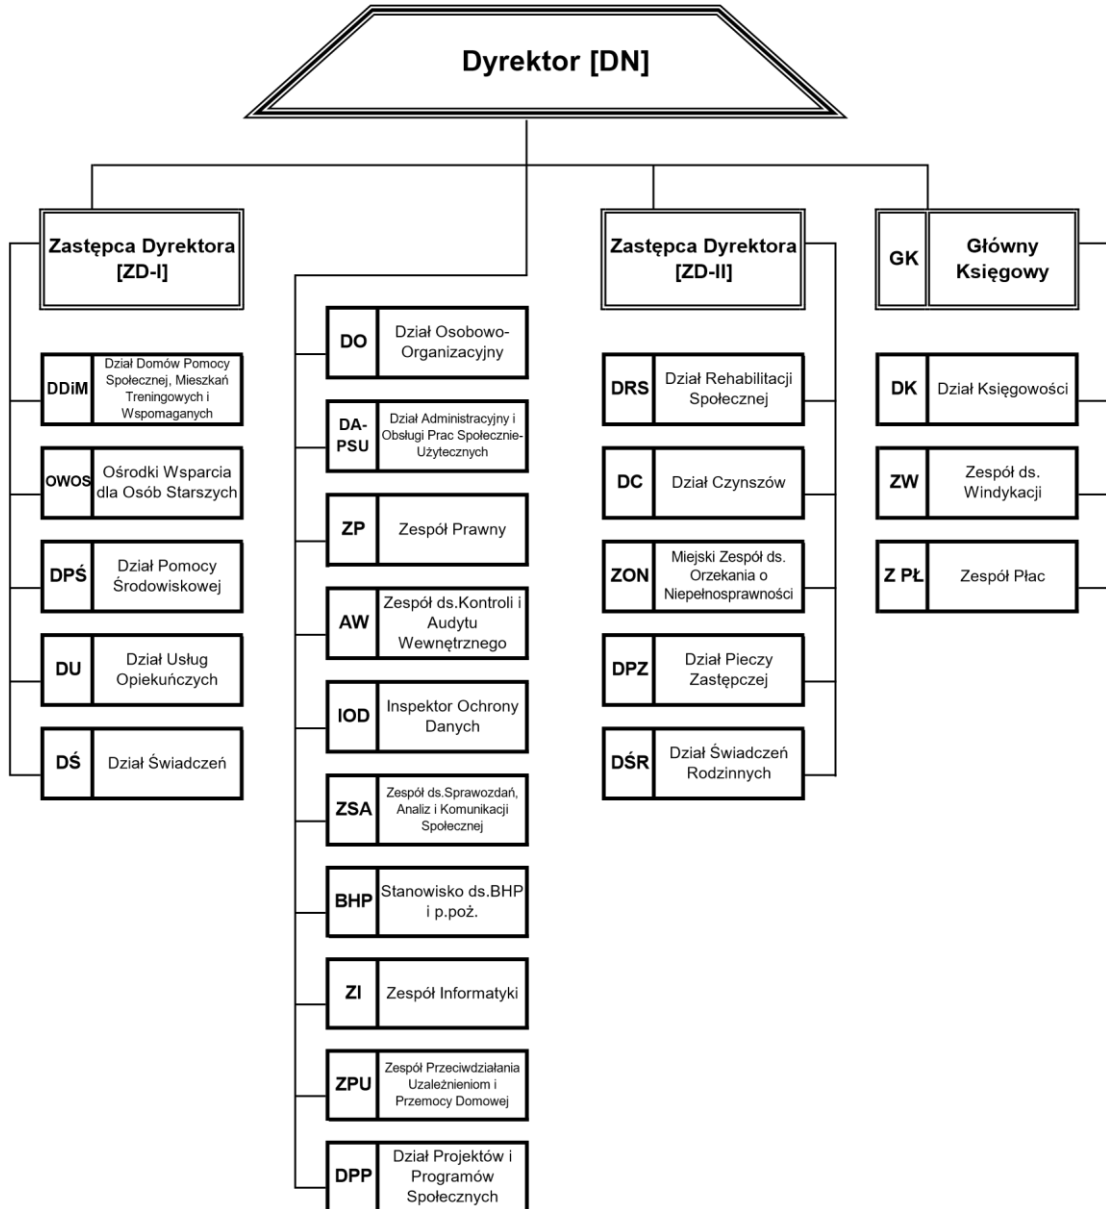 Dyrektor [DN]
Zastępca Dyrektora
[ZD-I]
DDiM
Dział Domów Pomocy
Społecznej, Mieszkań
Treningowych i
Wspomaganych
OWOS
Ośrodki Wsparcia
dla Osób Starszych
DPŚ
Dział Pomocy
Środowiskowej
DU
Dział Usług
Opiekuńczych
DŚ
Dział Świadczeń
DO
Dział Osobowo-
Organizacyjny
DA-
PSU
Dział Administracyjny i
Obsługi Prac Społecznie-
Użytecznych
ZP
Zespół Prawny
AW
Zespół ds.Kontroli i
Audytu
Wewnętrznego
IOD
Inspektor Ochrony
Danych
ZSA
Zespół ds.Sprawozdań,
Analiz i Komunikacji
Społecznej
BHP
Stanowisko ds.BHP
i p.poż.
ZI
Zespół Informatyki
ZPU
Zespół Przeciwdziałania
Uzależnieniom i
Przemocy Domowej
DPP
Dział Projektów i
Programów
Społecznych
Zastępca Dyrektora
[ZD-II]
DRS
Dział Rehabilitacji
Społecznej
DC
Dział Czynszów
ZON
Miejski Zespół ds.
Orzekania o
Niepełnosprawności
DPZ
Dział Pieczy
Zastępczej
DŚR
Dział Świadczeń
Rodzinnych
GK
Główny
Księgowy
DK
Dział Księgowości
ZW
Zespół ds.
Windykacji
Z PŁ
Zespół Płac